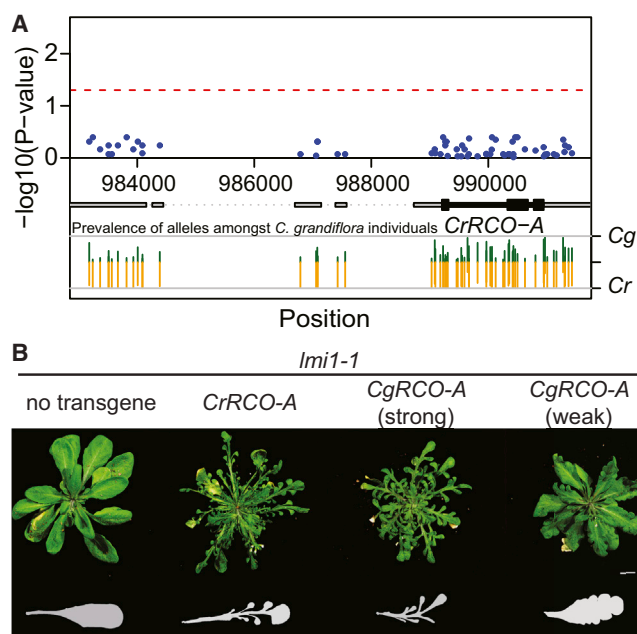 A
−log10(P−value)
2
1
0
984000 986000 988000 990000
Prevalence of alleles amongst C. grandiflora individuals
CrRCO−A
Cg
Cr
Position
B
lmi1-1
no transgene
CrRCO-A
CgRCO-A
(strong)
CgRCO-A
(weak)